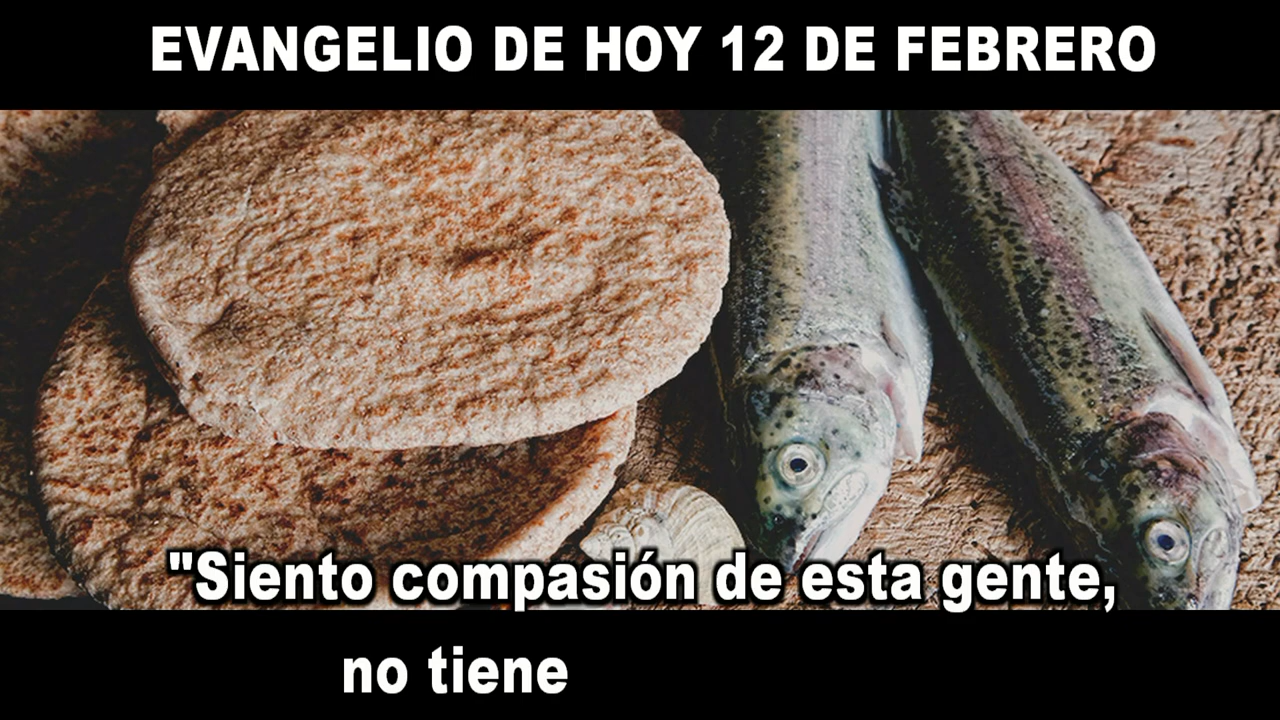 EVANGELIO DE HOY 12 DE FEBRERO
"Siento compasión de esta gente,
no tiene